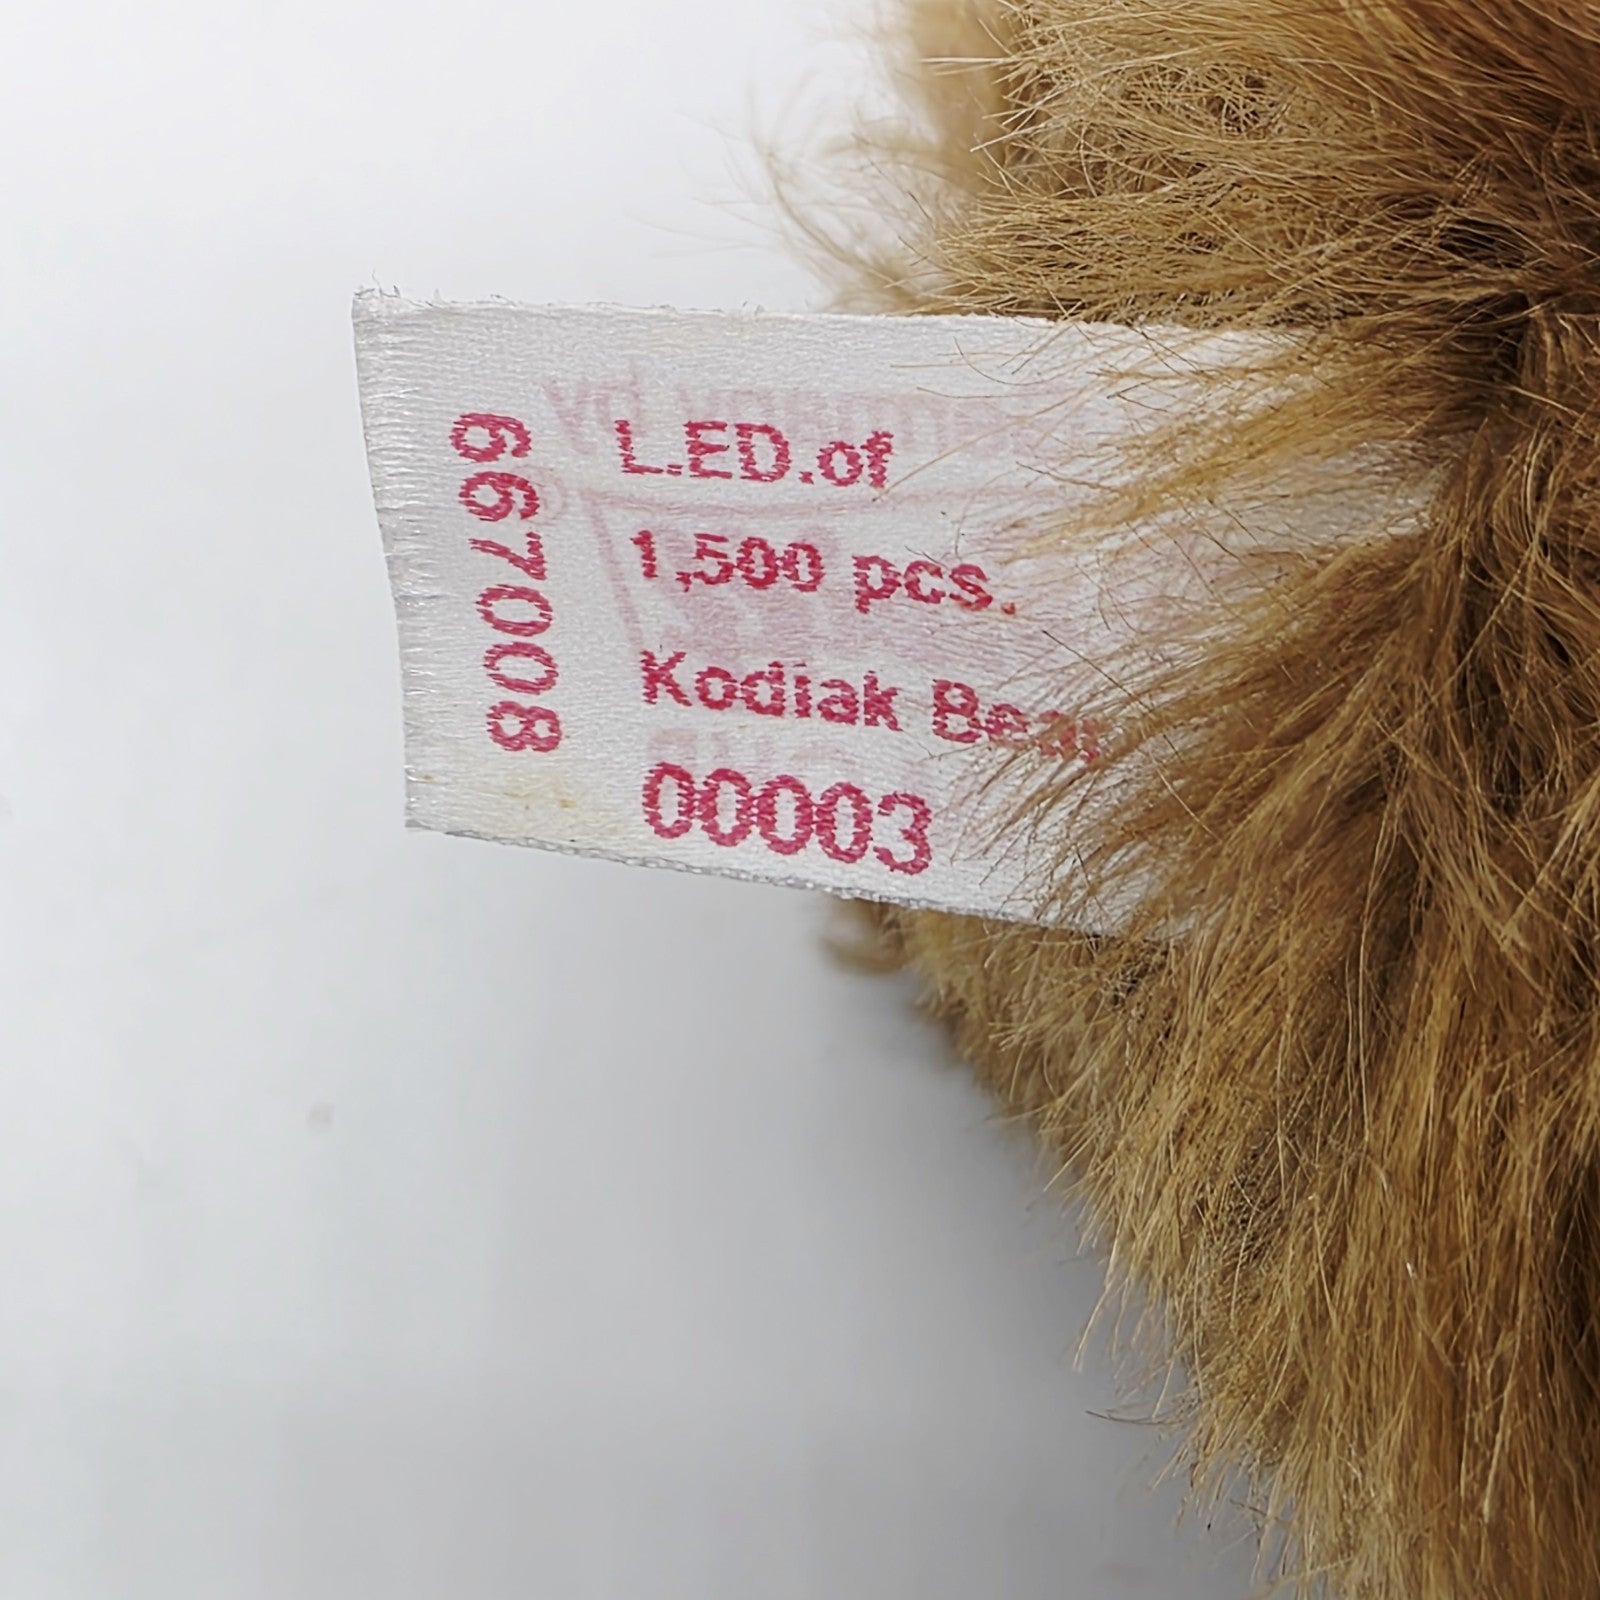 667008
L.ED.of
1,500 pcs.
Kodiak Bear
00003